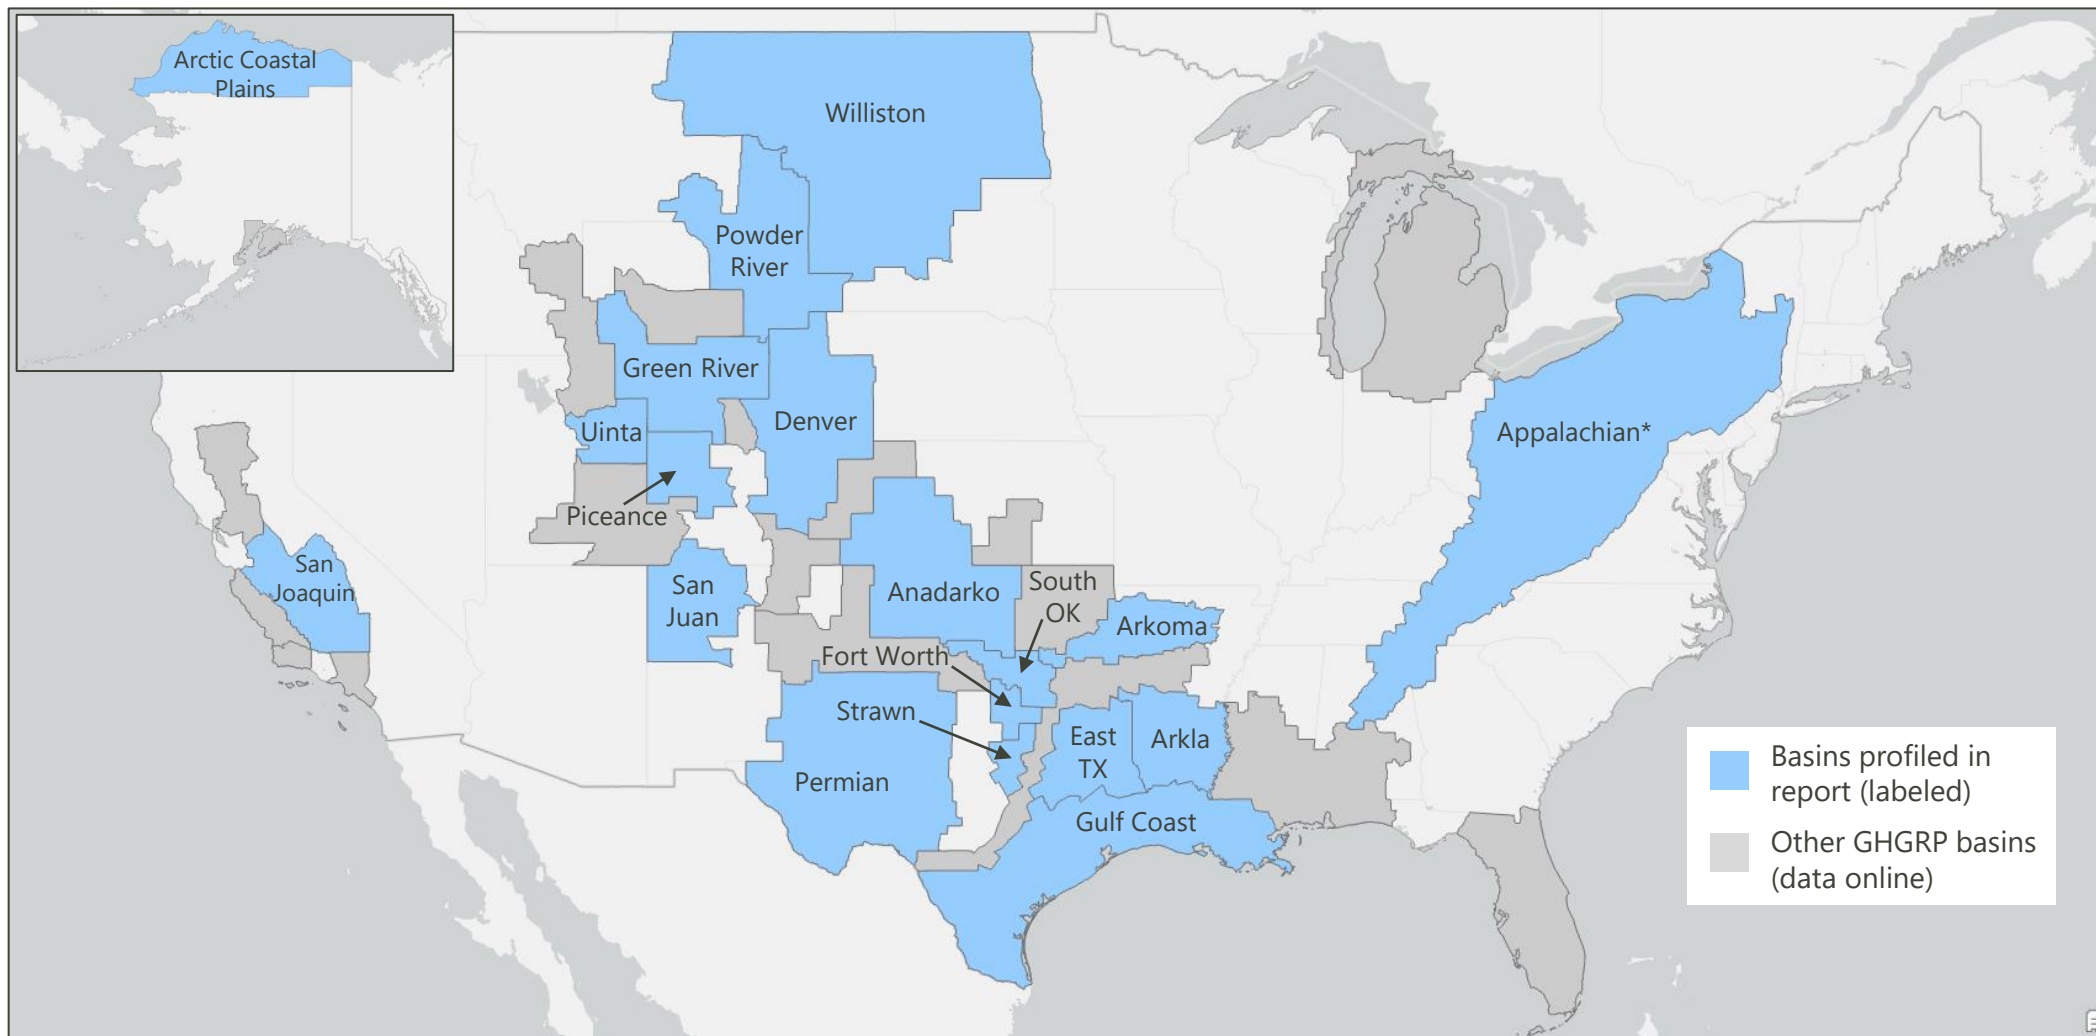 Arctic Coastal
Plains
Williston
Powder
River
Green River
Denver
Uinta
Appalachian*
Piceance
San
Joaquin
San
Juan
Anadarko
South
OK
Arkoma
Fort Worth
Strawn
East
TX
Arkla
Permian
Gulf Coast
Basins profiled in
report (labeled)
Other GHGRP basins
(data online)